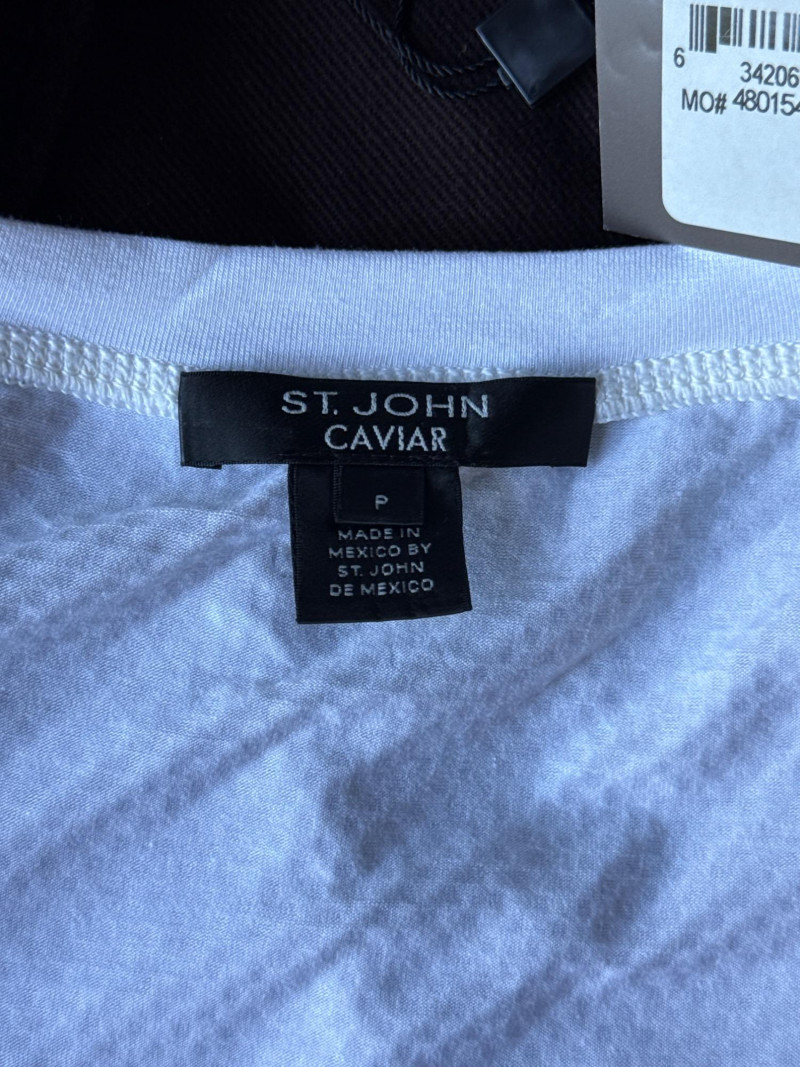 6
34206
MO# 480154
ST. JOHN
CAVIAR
P
MADE IN
MEXICO BY
ST. JOHN
DE MEXICO